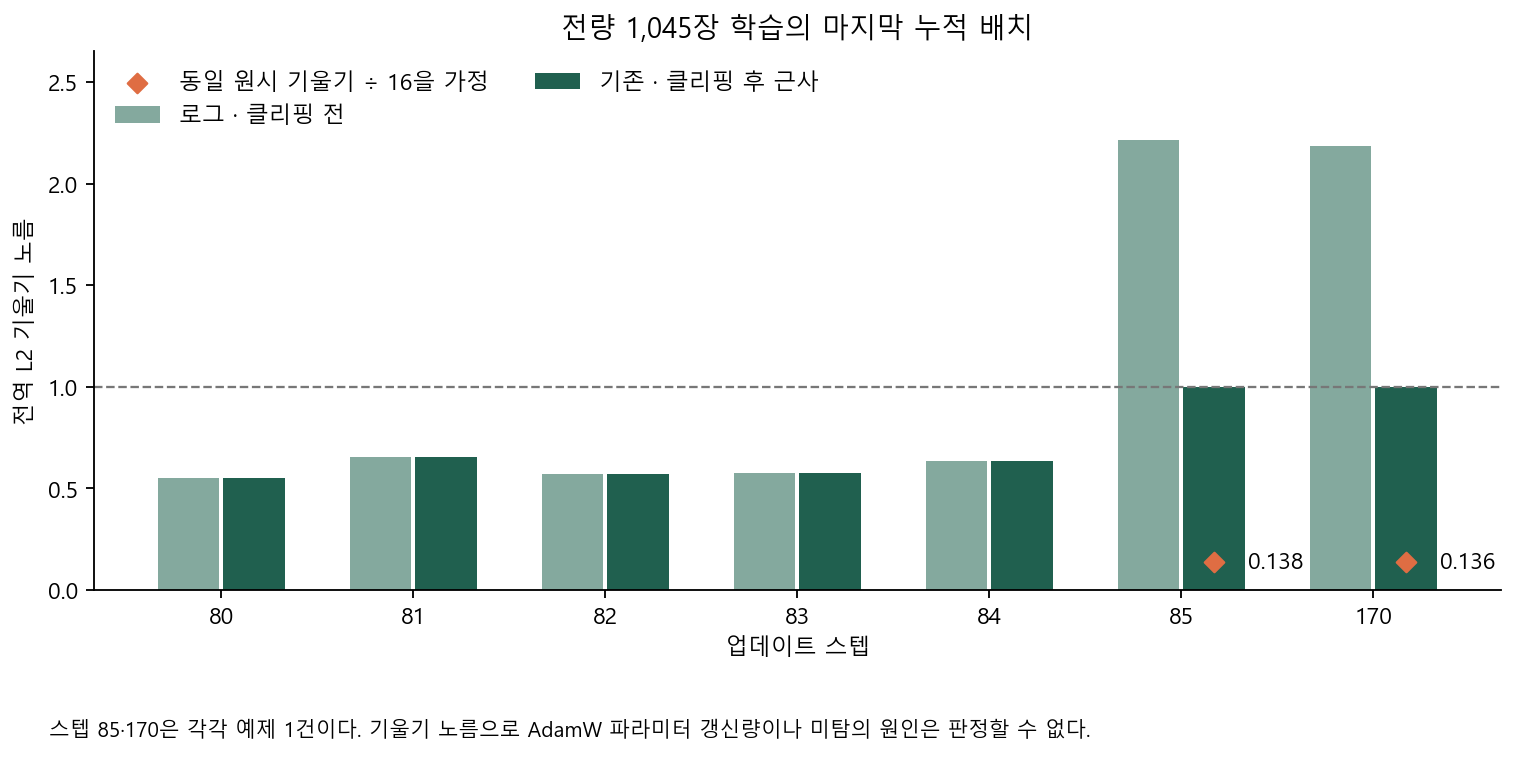 전량 1,045장 학습의 마지막 누적 배치
동일 원시 기울기 ÷ 16을 가정
로그 · 클리핑 전
기존 · 클리핑 후 근사
전역 L2 기울기 노름
2.5
2.0
1.5
1.0
0.5
0.0
0.138
0.136
80
81
82
83
84
85
170
업데이트 스텝
스텝 85·170은 각각 예제 1건이다. 기울기 노름으로 AdamW 파라미터 갱신량이나 미탐의 원인은 판정할 수 없다.